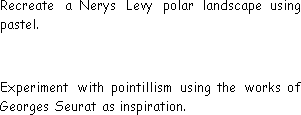 Recreate a Nerys Levy polar landscape using
pastel.
Experiment with pointillism using the works of
Georges Seurat as inspiration.